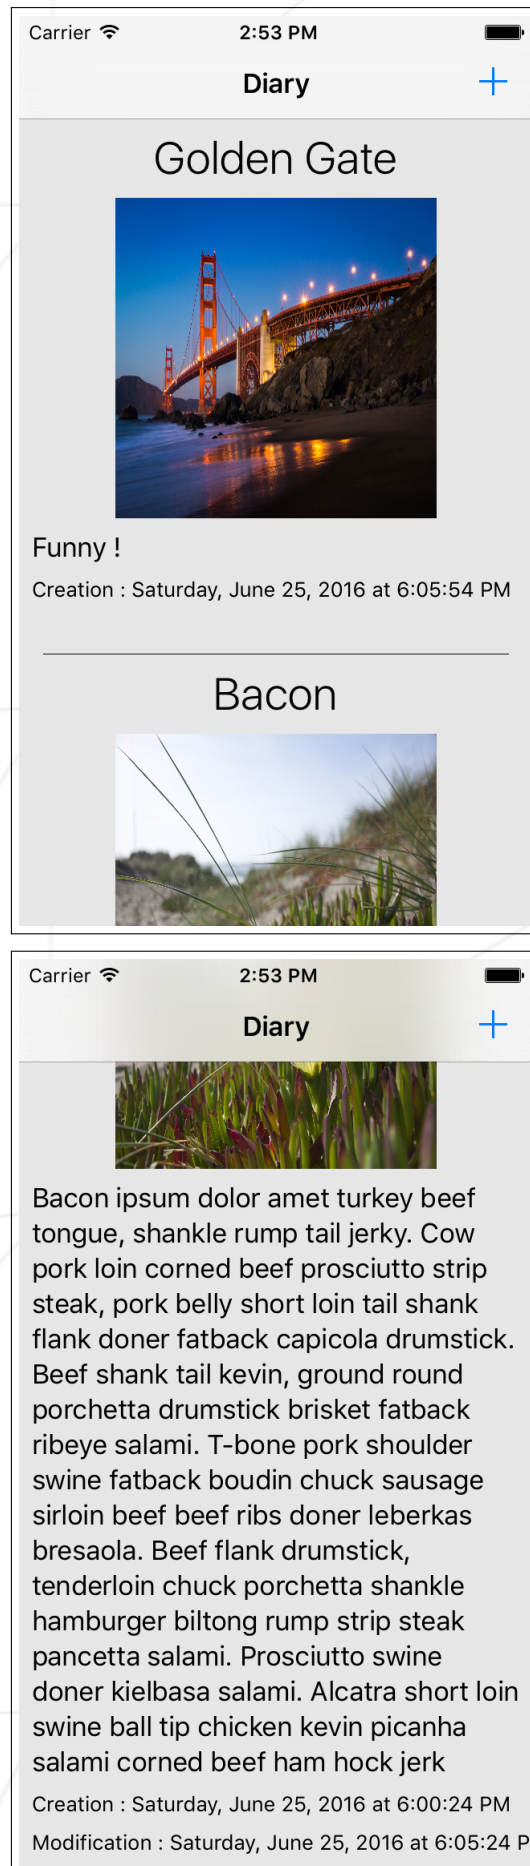 Carrier 2:53 PM
Diary +
Golden Gate
Funny !
Creation : Saturday, June 25, 2016 at 6:05:54 PM
Bacon
Carrier 2:53 PM
Diary +
Bacon ipsum dolor amet turkey beef
tongue, shankle rump tail jerky. Cow
pork loin corned beef prosciutto strip
steak, pork belly short loin tail shank
flank doner fatback capicola drumstick.
Beef shank tail kevin, ground round
porchetta drumstick brisket fatback
ribeye salami. T-bone pork shoulder
swine fatback boudin chuck sausage
sirloin beef beef ribs doner leberkas
bresaola. Beef flank drumstick,
tenderloin chuck porchetta shankle
hamburger biltong rump strip steak
pancetta salami. Prosciutto swine
doner kielbasa salami. Alcatra short loin
swine ball tip chicken kevin picanha
salami corned beef ham hock jerk
Creation : Saturday, June 25, 2016 at 6:00:24 PM
Modification : Saturday, June 25, 2016 at 6:05:24 P